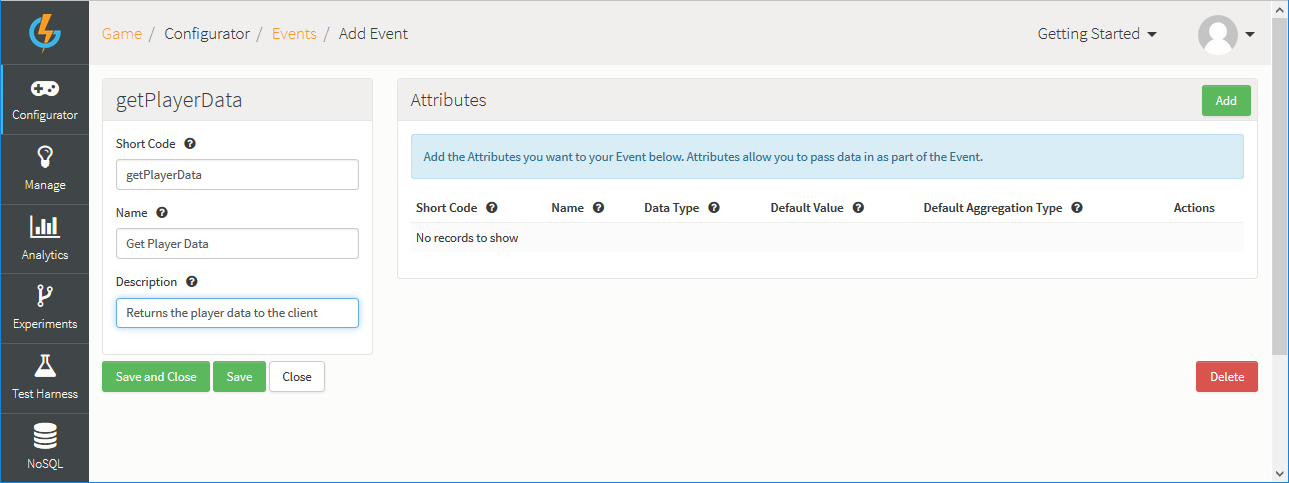 Game / Configurator / Events / Add Event
Getting Started
Configurator
Manage
Analytics
Experiments
Test Harness
NoSQL
getPlayerData
Short Code
getPlayerData
Name
Get Player Data
Description
Returns the player data to the client
Save and Close Save Close
Attributes
Add
Add the Attributes you want to your Event below. Attributes allow you to pass data in as part of the Event.
Short Code Name Data Type Default Value Default Aggregation Type Actions
No records to show
Delete